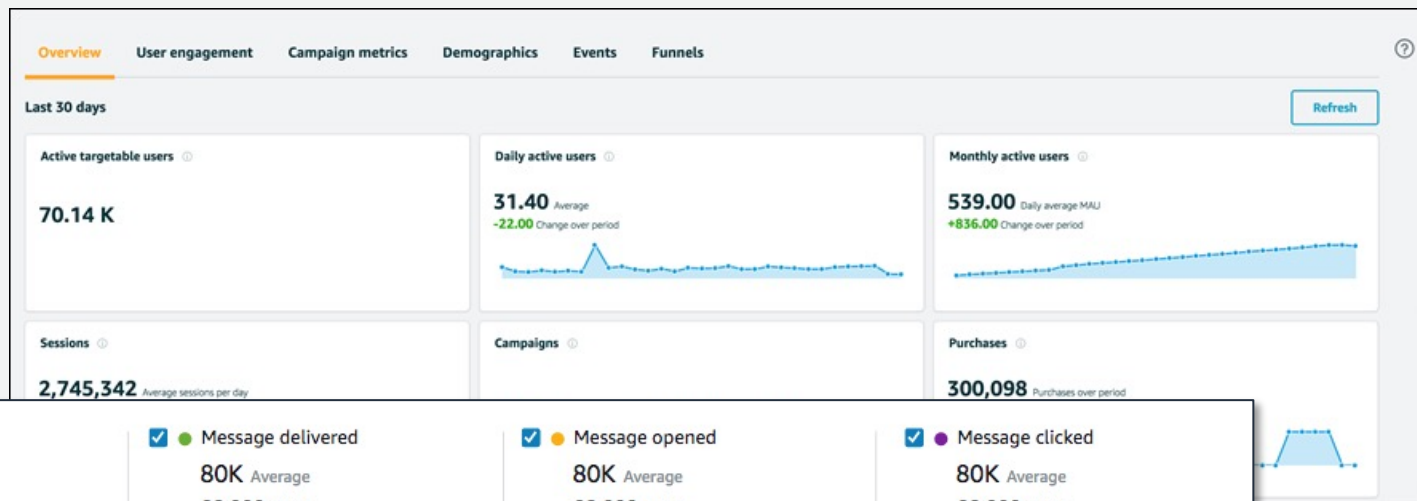 Overview User engagement Campaign metrics Demographics Events Funnels
Last 30 days
Refresh
Active targetable users
70.14 K
Daily active users
31.40 Average
-22.00 Change over period
Monthly active users
539.00 Daily average MAU
+836.00 Change over period
Sessions
2,745,342 Average sessions per day
Campaigns
Purchases
300,098 Purchases over period
Message delivered
80K Average
Message opened
80K Average
Message clicked
80K Average